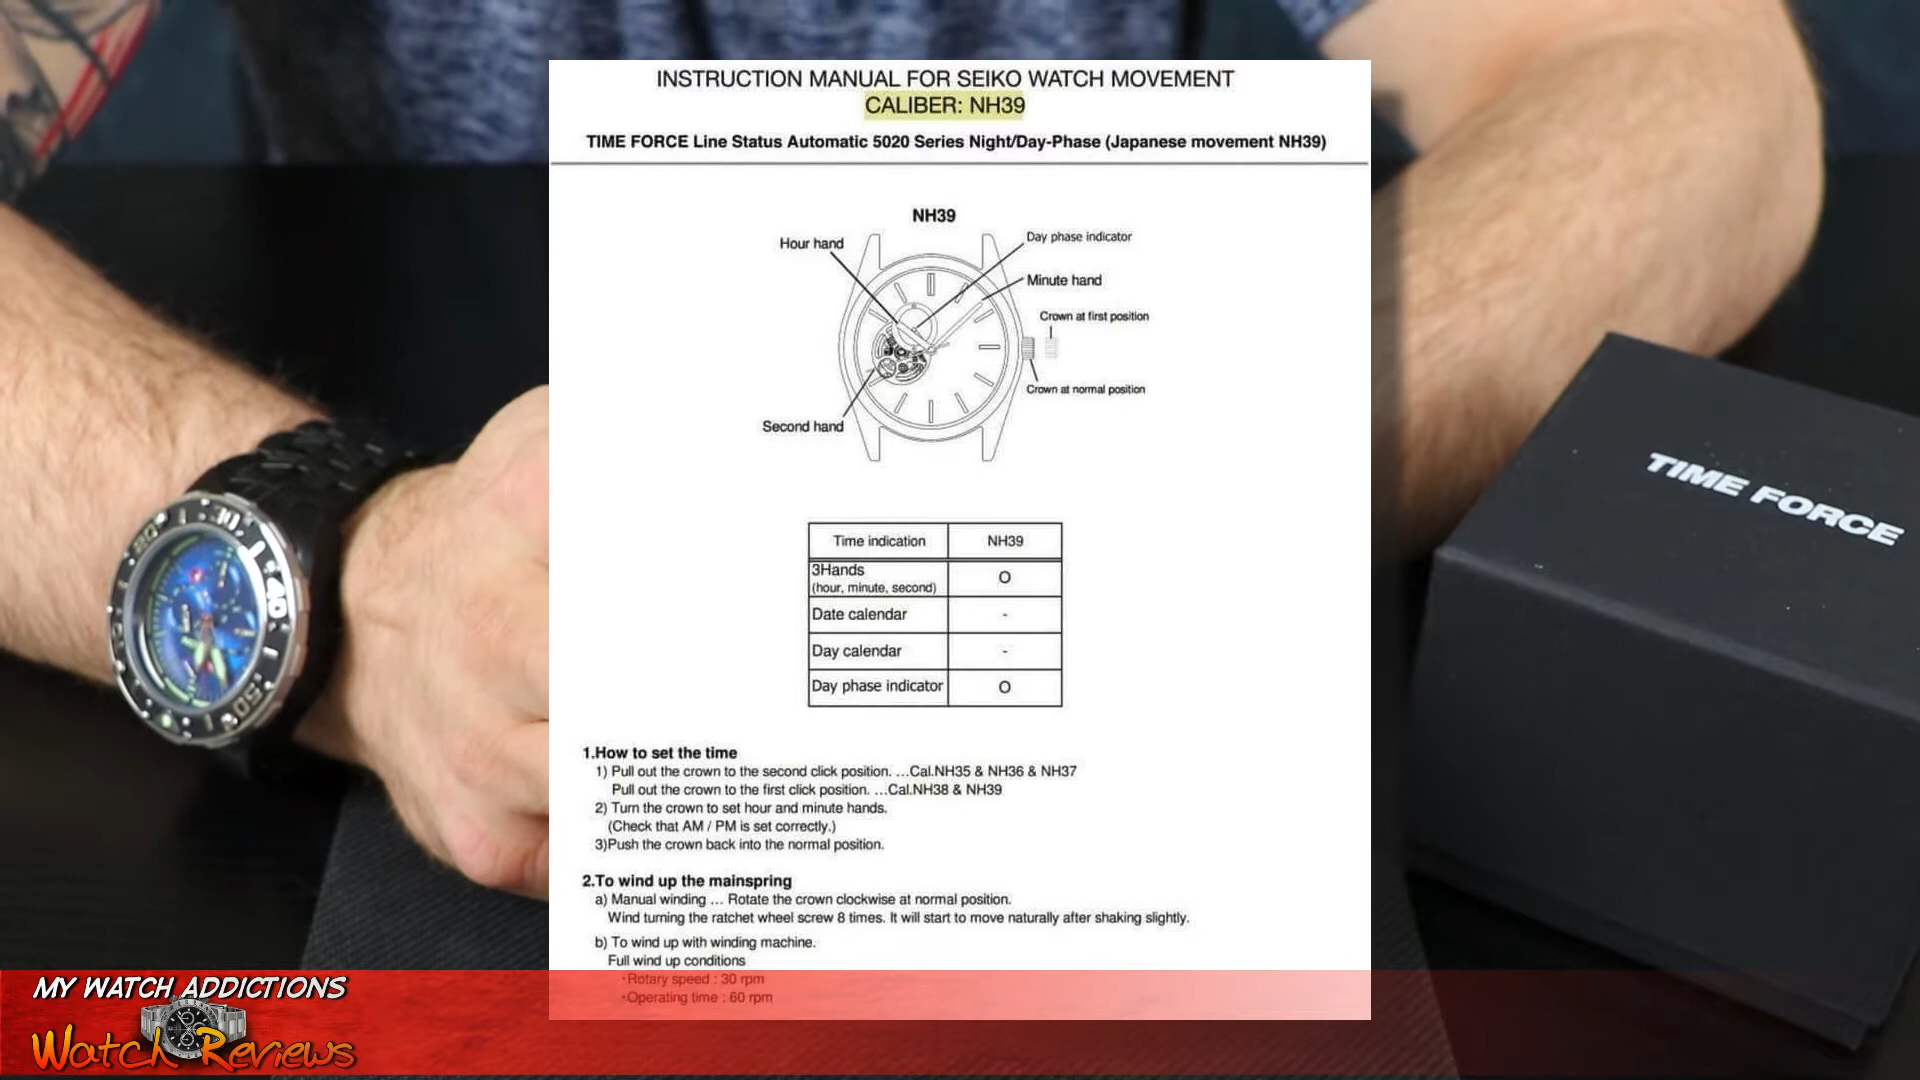 INSTRUCTION MANUAL FOR SEIKO WATCH MOVEMENT
CALIBER: NH39
TIME FORCE Line Status Automatic 5020 Series Night/Day-Phase (Japanese movement NH39)
NH39
Hour hand
Day phase indicator
Minute hand
Crown at first position
Crown at normal position
Second hand
Time indication NH39
3Hands O
(hour, minute, second)
Date calendar -
Day calendar -
Day phase indicator O
1.How to set the time
1) Pull out the crown to the second click position. ...Cal.NH35 & NH36 & NH37
Pull out the crown to the first click position. ...Cal.NH38 & NH39
2) Turn the crown to set hour and minute hands.
(Check that AM / PM is set correctly.)
3)Push the crown back into the normal position.
2.To wind up the mainspring
a) Manual winding ... Rotate the crown clockwise at normal position.
Wind turning the ratchet wheel screw 8 times. It will start to move naturally after shaking slightly.
b) To wind up with winding machine.
Full wind up conditions
・Rotary speed : 30 rpm
・Operating time : 60 rpm
TIME FORCE
40
50
MY WATCH ADDICTIONS
Watch Reviews